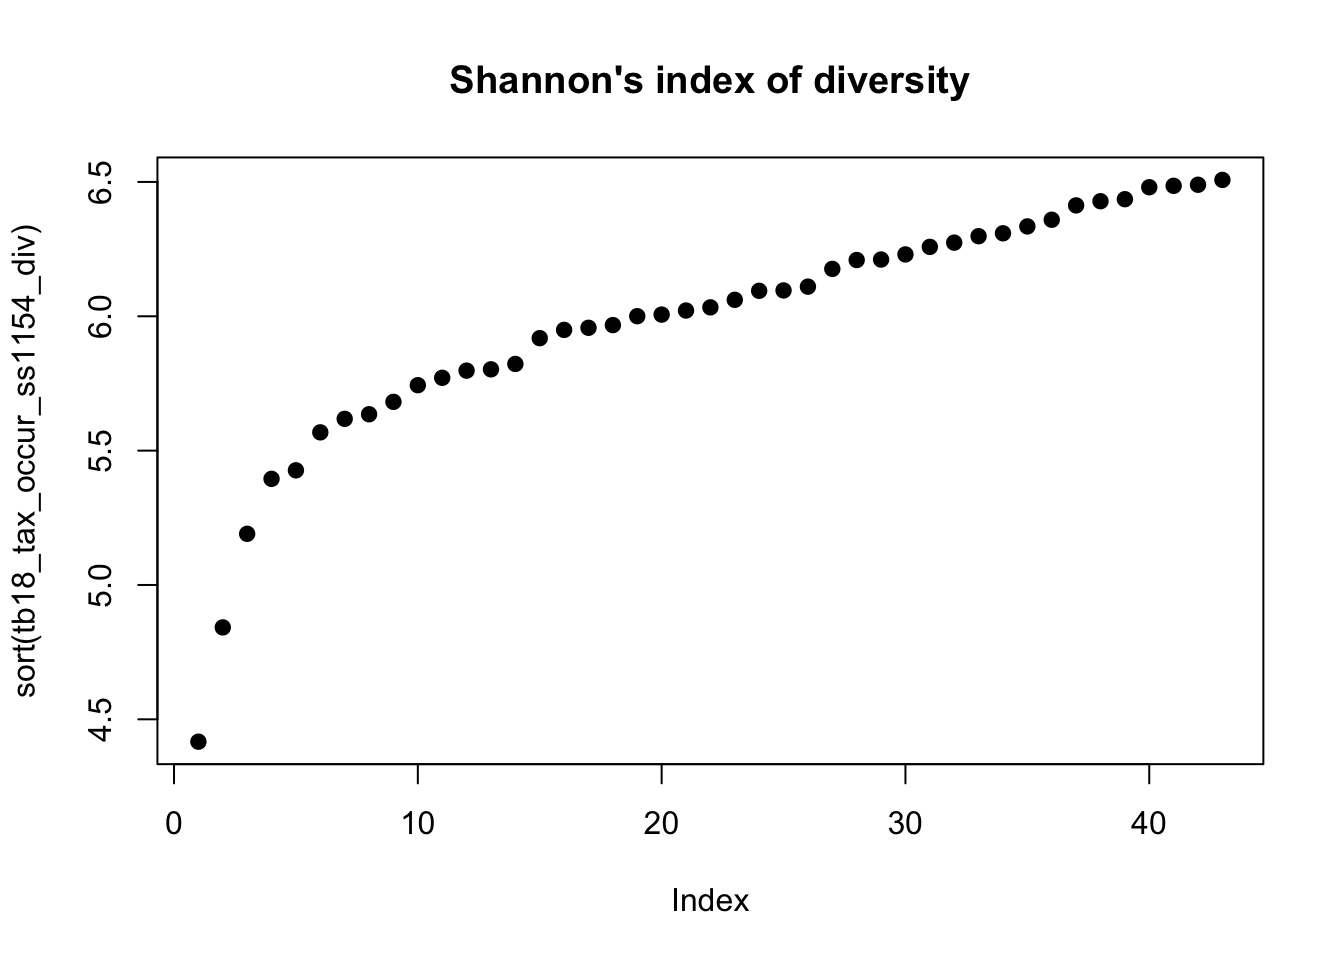 Shannon's index of diversity
sort(tb18_tax_occur_ss1154_div)
6.5
6.0
5.5
5.0
4.5
0 10 20 30 40
Index